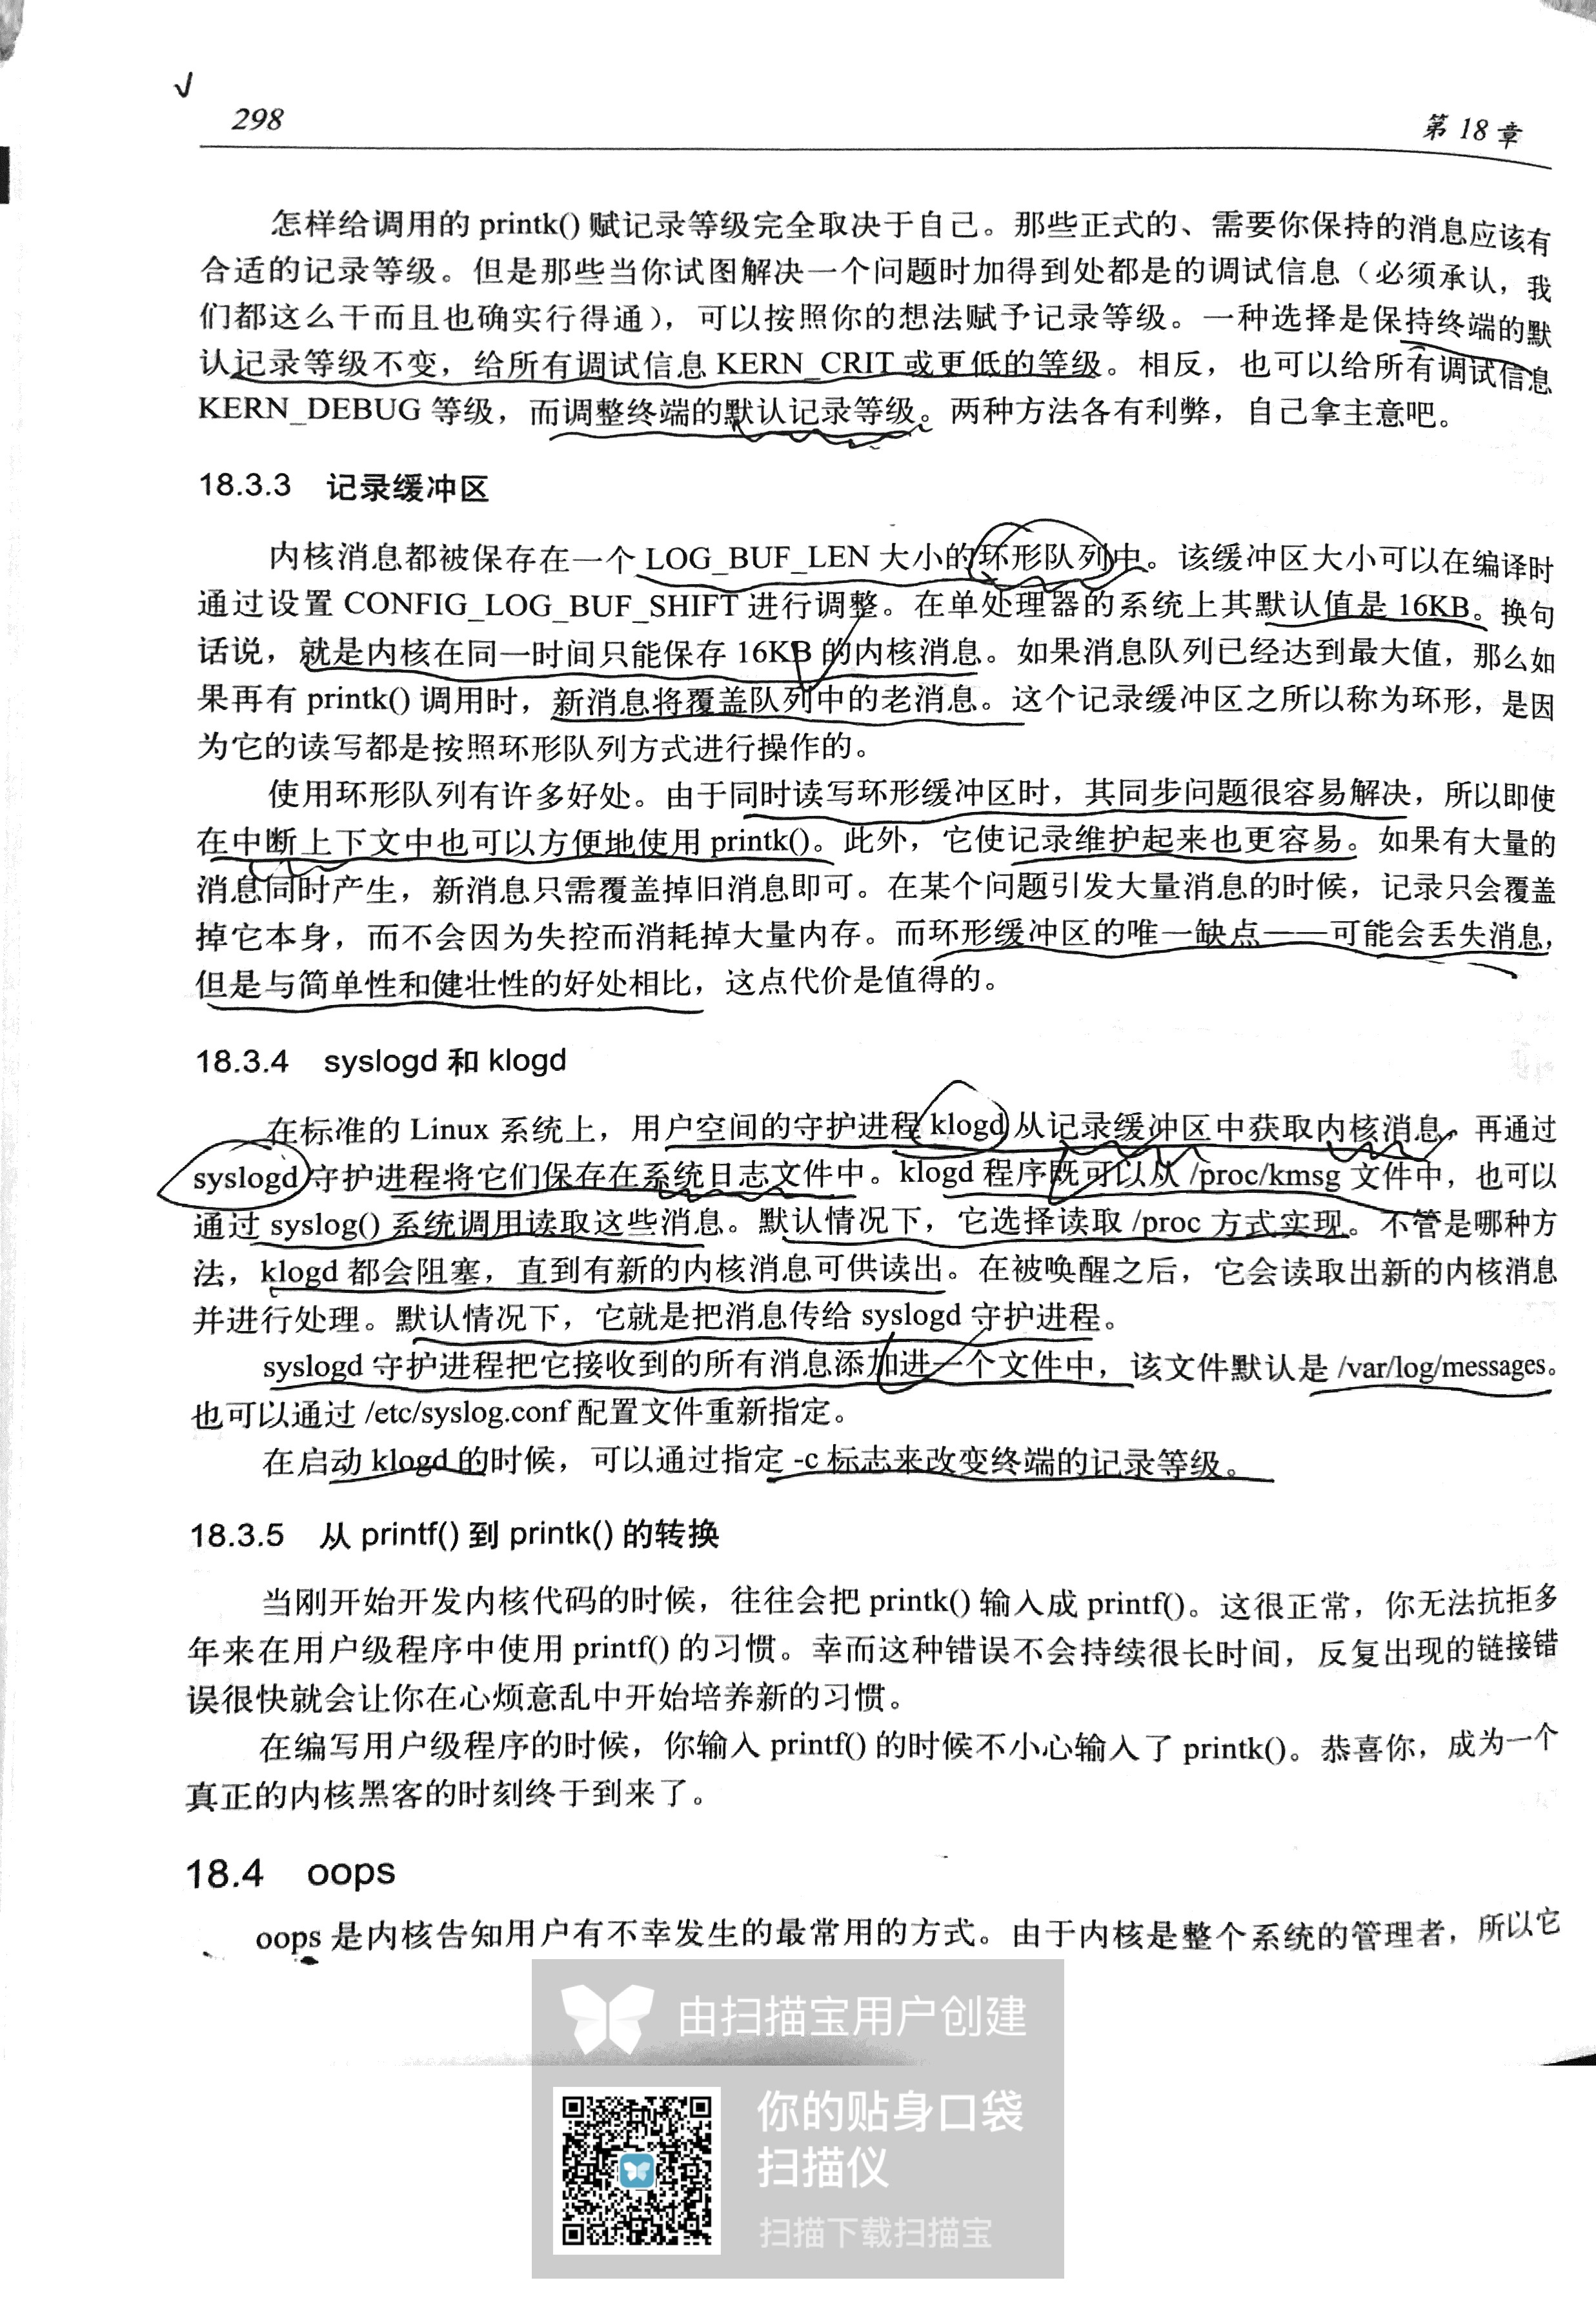 √
298
第 18 章
怎样给调用的 printk() 赋记录等级完全取决于自己。那些正式的、需要你保持的消息应该有
合适的记录等级。但是那些当你试图解决一个问题时加得到处都是的调试信息（必须承认，我
们都这么干而且也确实行得通），可以按照你的想法赋予记录等级。一种选择是保持终端的默
认记录等级不变，给所有调试信息 KERN_CRIT 或更低的等级。相反，也可以给所有调试信息
KERN_DEBUG 等级，而调整终端的默认记录等级。两种方法各有利弊，自己拿主意吧。
18.3.3 记录缓冲区
内核消息都被保存在一个 LOG_BUF_LEN 大小的环形队列中。该缓冲区大小可以在编译时
通过设置 CONFIG_LOG_BUF_SHIFT 进行调整。在单处理器的系统上其默认值是 16KB。换句
话说，就是内核在同一时间只能保存 16KB 的内核消息。如果消息队列已经达到最大值，那么如
果再有 printk() 调用时，新消息将覆盖队列中的老消息。这个记录缓冲区之所以称为环形，是因
为它的读写都是按照环形队列方式进行操作的。
使用环形队列有许多好处。由于同时读写环形缓冲区时，其同步问题很容易解决，所以即使
在中断上下文中也可以方便地使用 printk()。此外，它使记录维护起来也更容易。如果有大量的
消息同时产生，新消息只需覆盖掉旧消息即可。在某个问题引发大量消息的时候，记录只会覆盖
掉它本身，而不会因为失控而消耗掉大量内存。而环形缓冲区的唯一缺点——可能会丢失消息，
但是与简单性和健壮性的好处相比，这点代价是值得的。
18.3.4 syslogd 和 klogd
在标准的 Linux 系统上，用户空间的守护进程 klogd 从记录缓冲区中获取内核消息，再通过
syslogd 守护进程将它们保存在系统日志文件中。klogd 程序既可以从 /proc/kmsg 文件中，也可以
通过 syslog() 系统调用读取这些消息。默认情况下，它选择读取 /proc 方式实现。不管是哪种方
法，klogd 都会阻塞，直到有新的内核消息可供读出。在被唤醒之后，它会读取出新的内核消息
并进行处理。默认情况下，它就是把消息传给 syslogd 守护进程。
syslogd 守护进程把它接收到的所有消息添加进一个文件中，该文件默认是 /var/log/messages。
也可以通过 /etc/syslog.conf 配置文件重新指定。
在启动 klogd 的时候，可以通过指定 -c 标志来改变终端的记录等级。
18.3.5 从 printf() 到 printk() 的转换
当刚开始开发内核代码的时候，往往会把 printk() 输入成 printf()。这很正常，你无法抗拒多
年来在用户级程序中使用 printf() 的习惯。幸而这种错误不会持续很长时间，反复出现的链接错
误很快就会让你在心烦意乱中开始培养新的习惯。
在编写用户级程序的时候，你输入 printf() 的时候不小心输入了 printk()。恭喜你，成为一个
真正的内核黑客的时刻终于到来了。
18.4 oops
oops 是内核告知用户有不幸发生的最常用的方式。由于内核是整个系统的管理者，所以它
由扫描宝用户创建
你的贴身口袋
扫描仪
扫描下载扫描宝